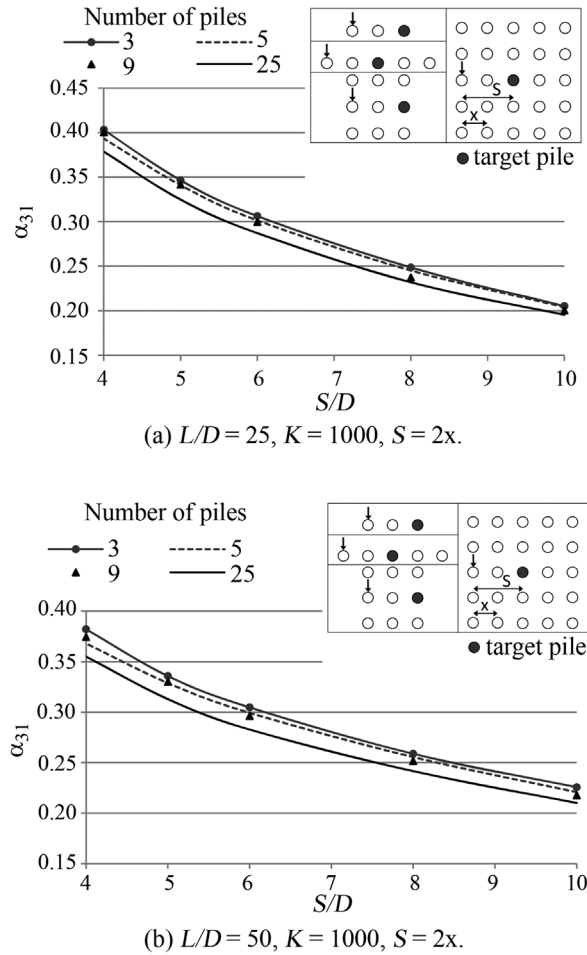 Number of piles
3 5
9 25
S
x
target pile
0.45
0.40
0.35
0.30
0.25
0.20
0.15
α31
4 5 6 7 8 9 10
S/D
(a) L/D = 25, K = 1000, S = 2x.
Number of piles
3 5
9 25
S
x
target pile
0.40
0.35
0.30
0.25
0.20
0.15
α31
4 5 6 7 8 9 10
S/D
(b) L/D = 50, K = 1000, S = 2x.